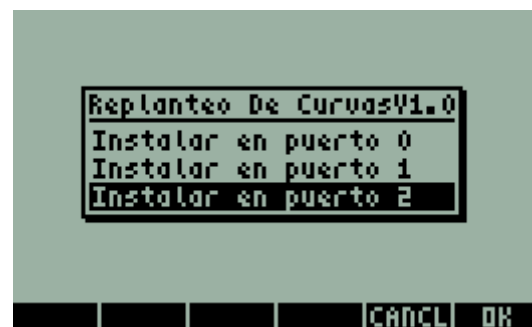 Replanteo De CurvasV1.0
Instalar en puerto 0
Instalar en puerto 1
Instalar en puerto 2
CANCL OK